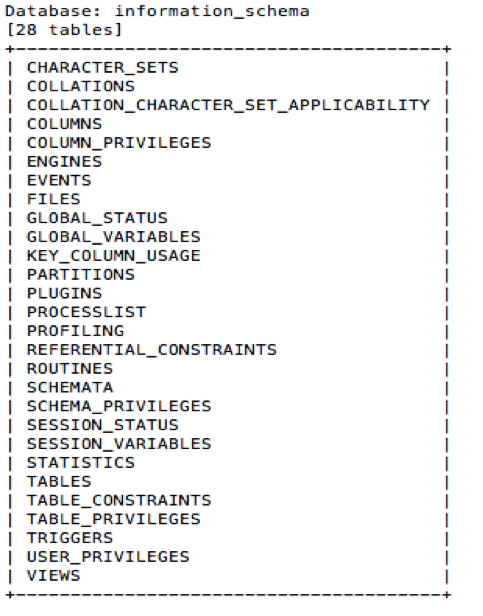 Database: information_schema
[28 tables]
+---------------------------------------+
| CHARACTER_SETS                        |
| COLLATIONS                            |
| COLLATION_CHARACTER_SET_APPLICABILITY |
| COLUMNS                               |
| COLUMN_PRIVILEGES                     |
| ENGINES                               |
| EVENTS                                |
| FILES                                 |
| GLOBAL_STATUS                         |
| GLOBAL_VARIABLES                      |
| KEY_COLUMN_USAGE                      |
| PARTITIONS                            |
| PLUGINS                               |
| PROCESSLIST                           |
| PROFILING                             |
| REFERENTIAL_CONSTRAINTS               |
| ROUTINES                              |
| SCHEMATA                              |
| SCHEMA_PRIVILEGES                     |
| SESSION_STATUS                        |
| SESSION_VARIABLES                     |
| STATISTICS                            |
| TABLES                                |
| TABLE_CONSTRAINTS                     |
| TABLE_PRIVILEGES                      |
| TRIGGERS                              |
| USER_PRIVILEGES                       |
| VIEWS                                 |
+---------------------------------------+